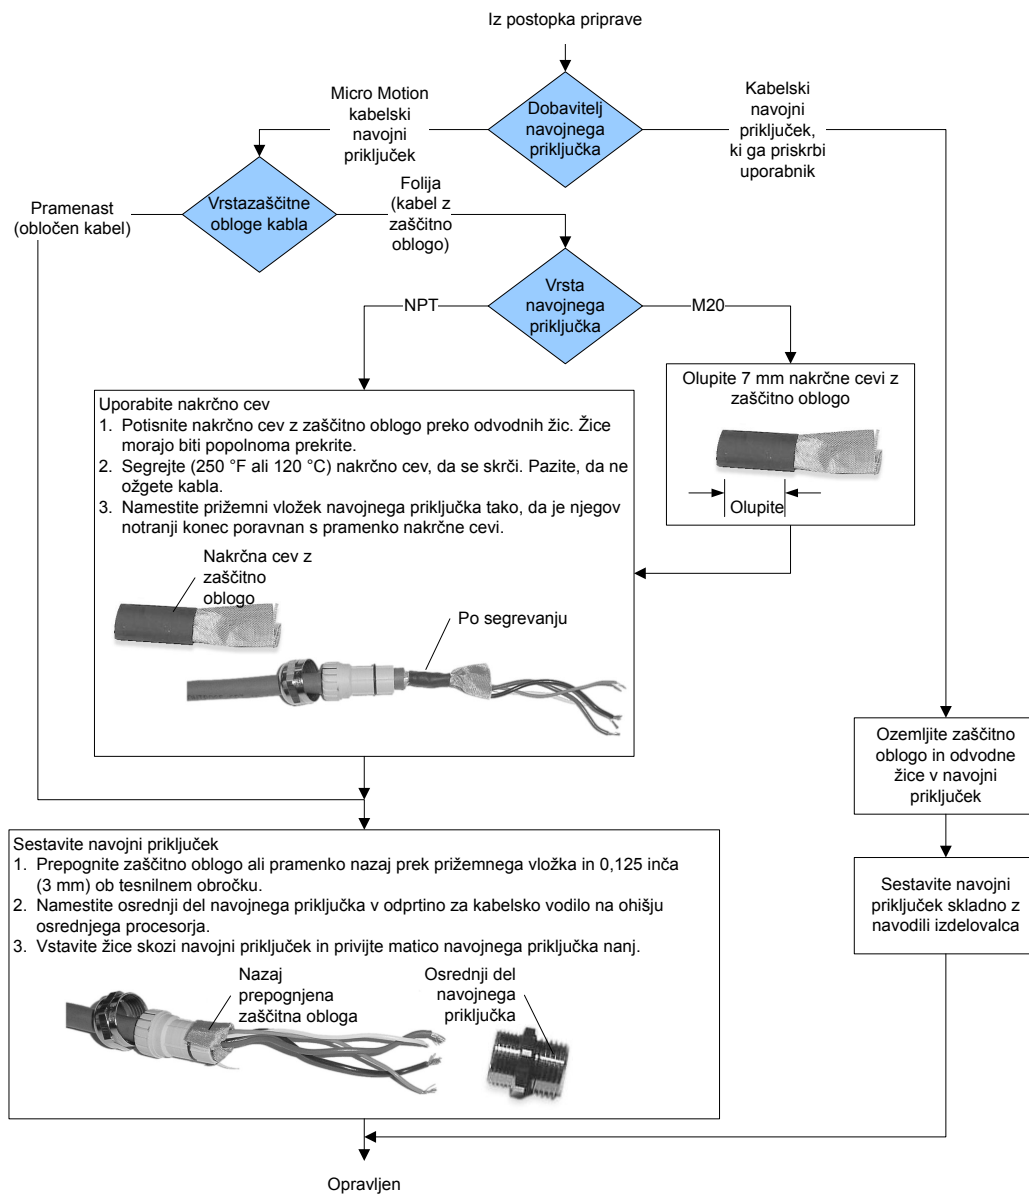 Iz postopka priprave
Micro Motion
kabelski
navojni
priključek
Dobavitelj
navojnega
priključka
Kabelski
navojni
priključek,
ki ga priskrbi
uporabnik
Pramenast
(obločen kabel)
Vrstazaščitne
obloge kabla
Folija
(kabel z
zaščitno
oblogo)
NPT
Vrsta
navojnega
priključka
M20
Olupite 7 mm nakrčne cevi z
zaščitno oblogo
Olupite
Uporabite nakrčno cev
1. Potisnite nakrčno cev z zaščitno oblogo preko odvodnih žic. Žice
morajo biti popolnoma prekrite.
2. Segrejte (250 °F ali 120 °C) nakrčno cev, da se skrči. Pazite, da ne
ožgete kabla.
3. Namestite prižemni vložek navojnega priključka tako, da je njegov
notranji konec poravnan s pramenko nakrčne cevi.
Nakrčna cev z
zaščitno
oblogo
Po segrevanju
Ozemljite zaščitno
oblogo in odvodne
žice v navojni
priključek
Sestavite navojni priključek
1. Prepognite zaščitno oblogo ali pramenko nazaj prek prižemnega vložka in 0,125 inča
(3 mm) ob tesnilnem obročku.
2. Namestite osrednji del navojnega priključka v odprtino za kabelsko vodilo na ohišju
osrednjega procesorja.
3. Vstavite žice skozi navojni priključek in privijte matico navojnega priključka nanj.
Nazaj
prepognjena
zaščitna obloga
Osrednji del
navojnega
priključka
Sestavite navojni
priključek skladno z
navodili izdelovalca
Opravljen